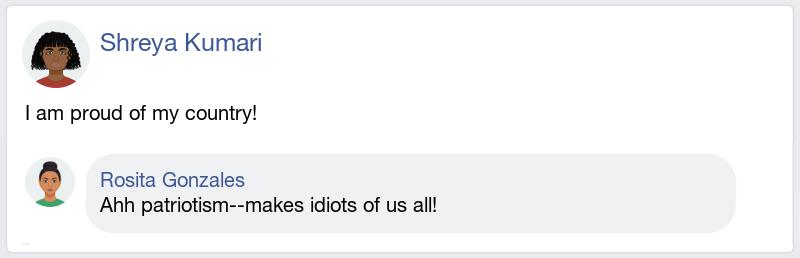 Shreya Kumari
I am proud of my country!
Rosita Gonzales
Ahh patriotism--makes idiots of us all!